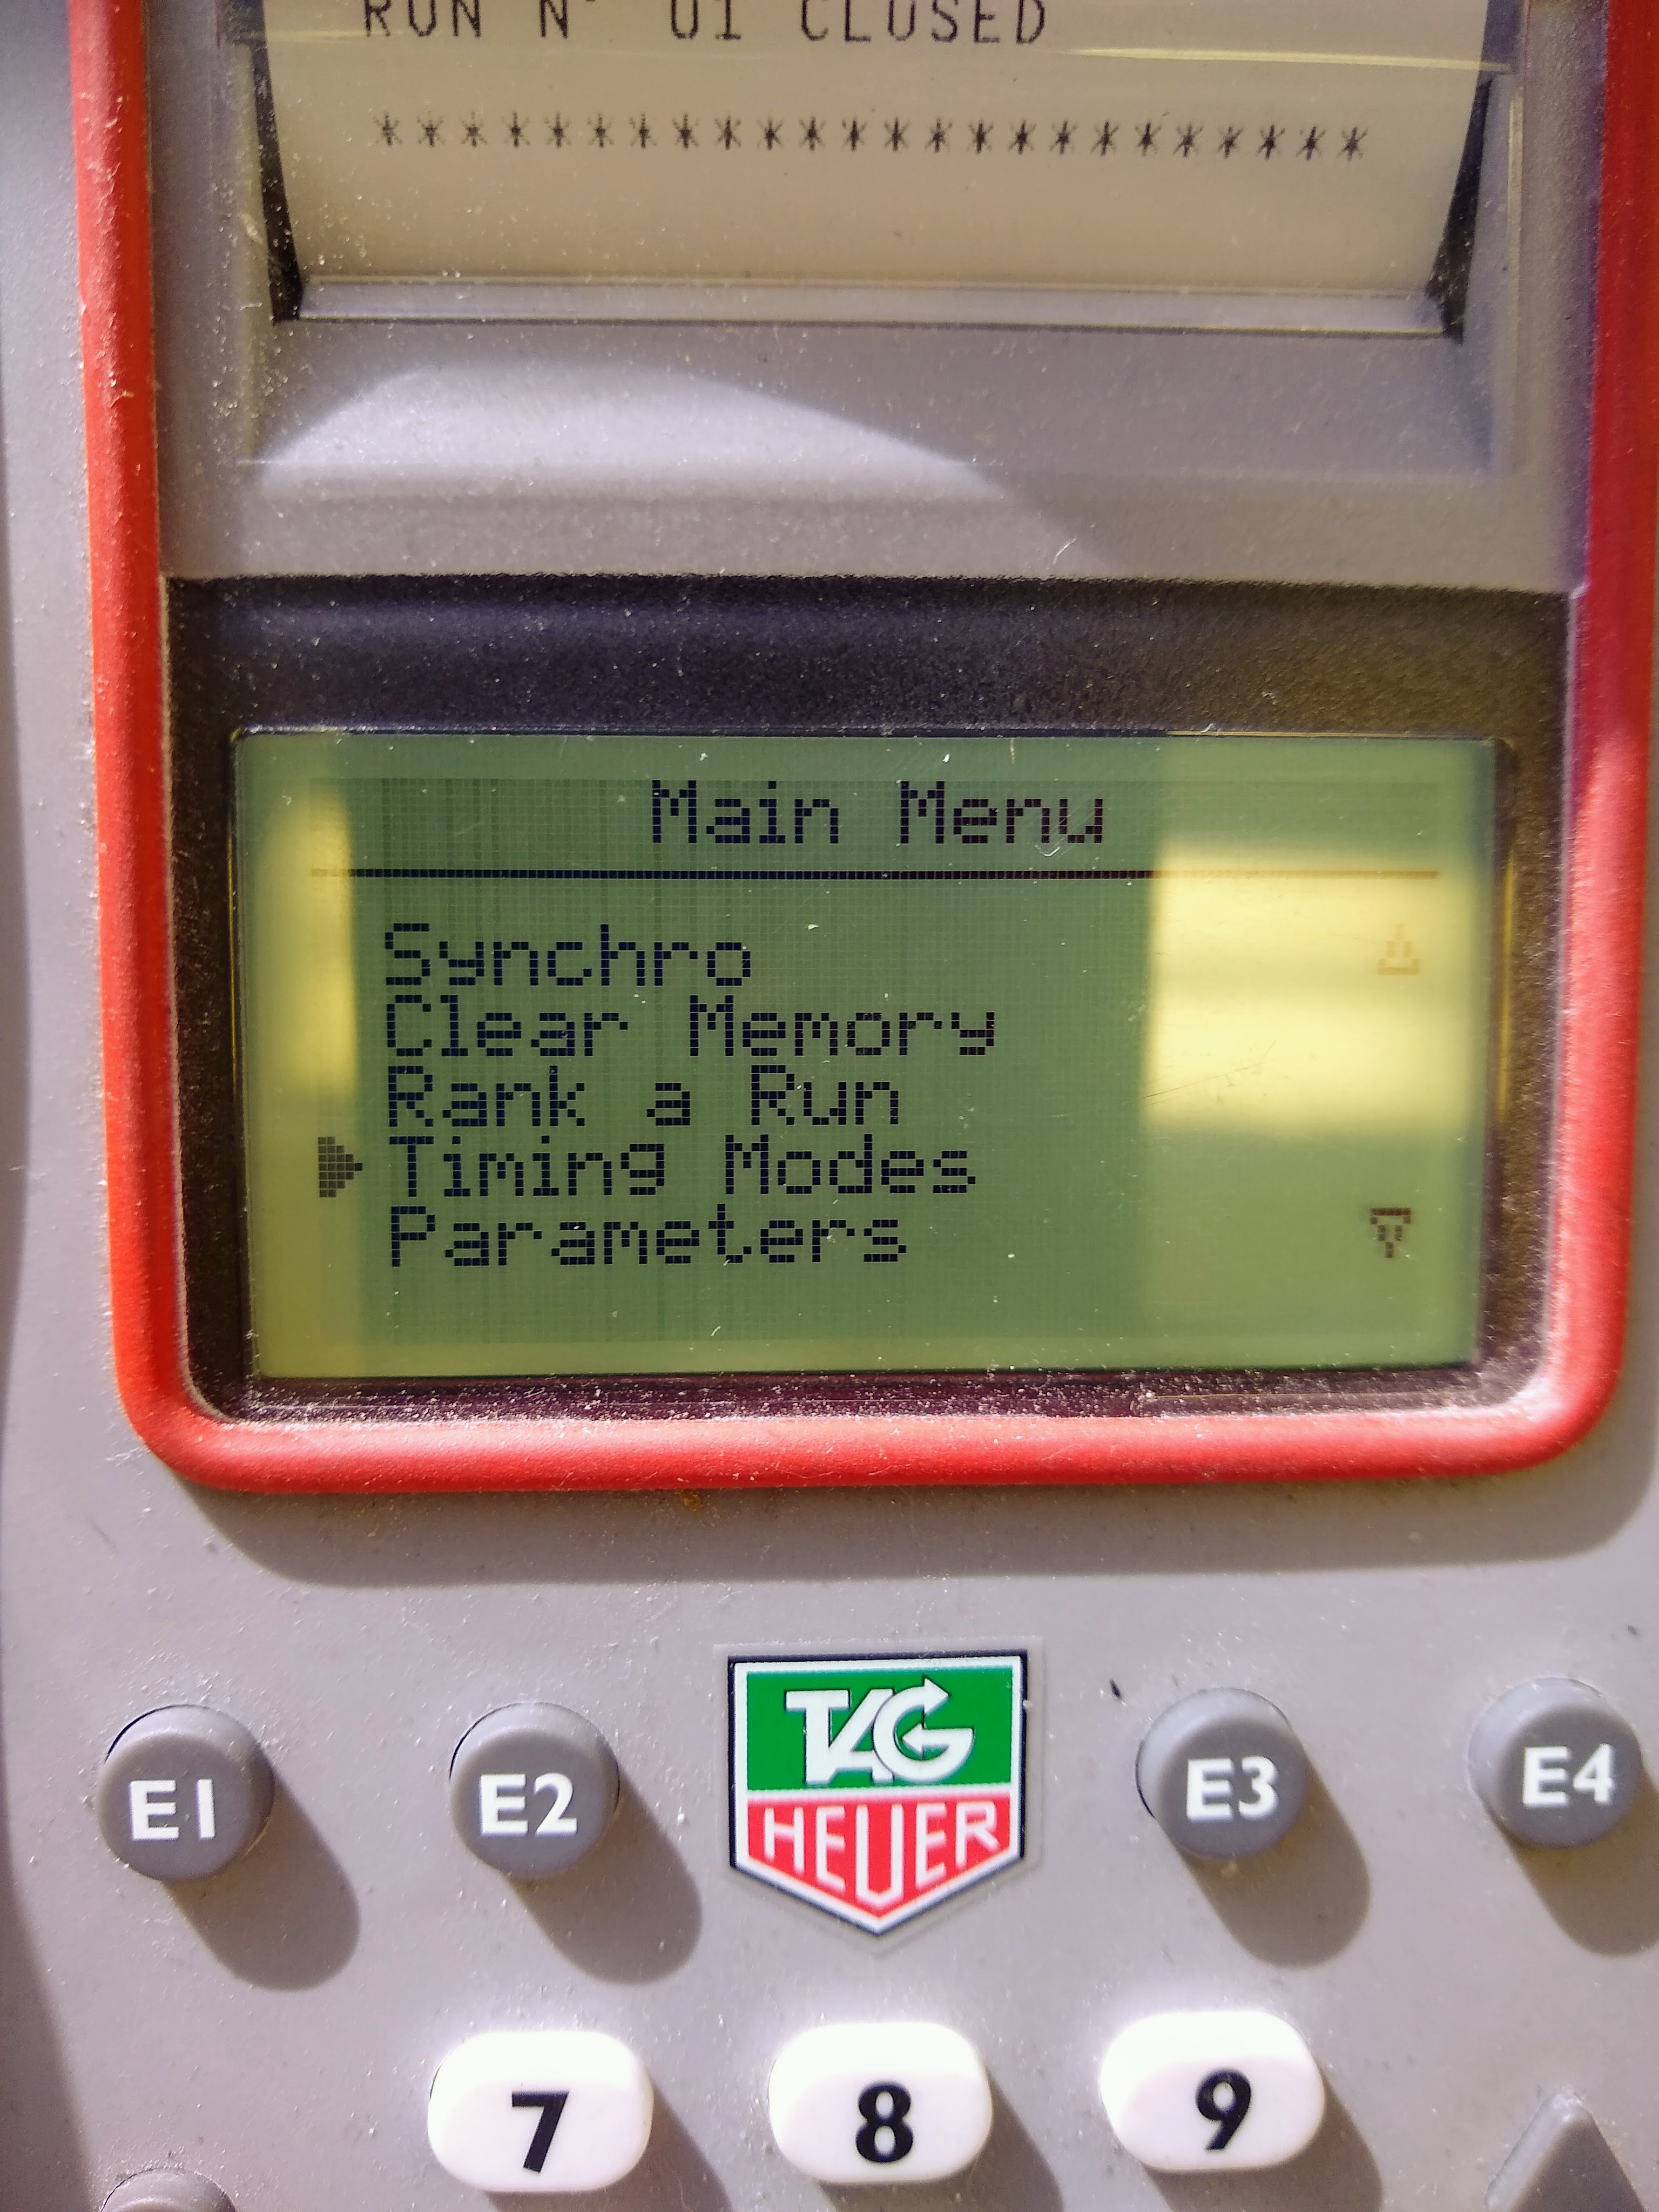 RUN N° 01 CLOSED
************************
Main Menu
Synchro
Clear Memory
Rank a Run
Timing Modes
Parameters
E1 E2 E3 E4
TAG
HEUER
7 8 9